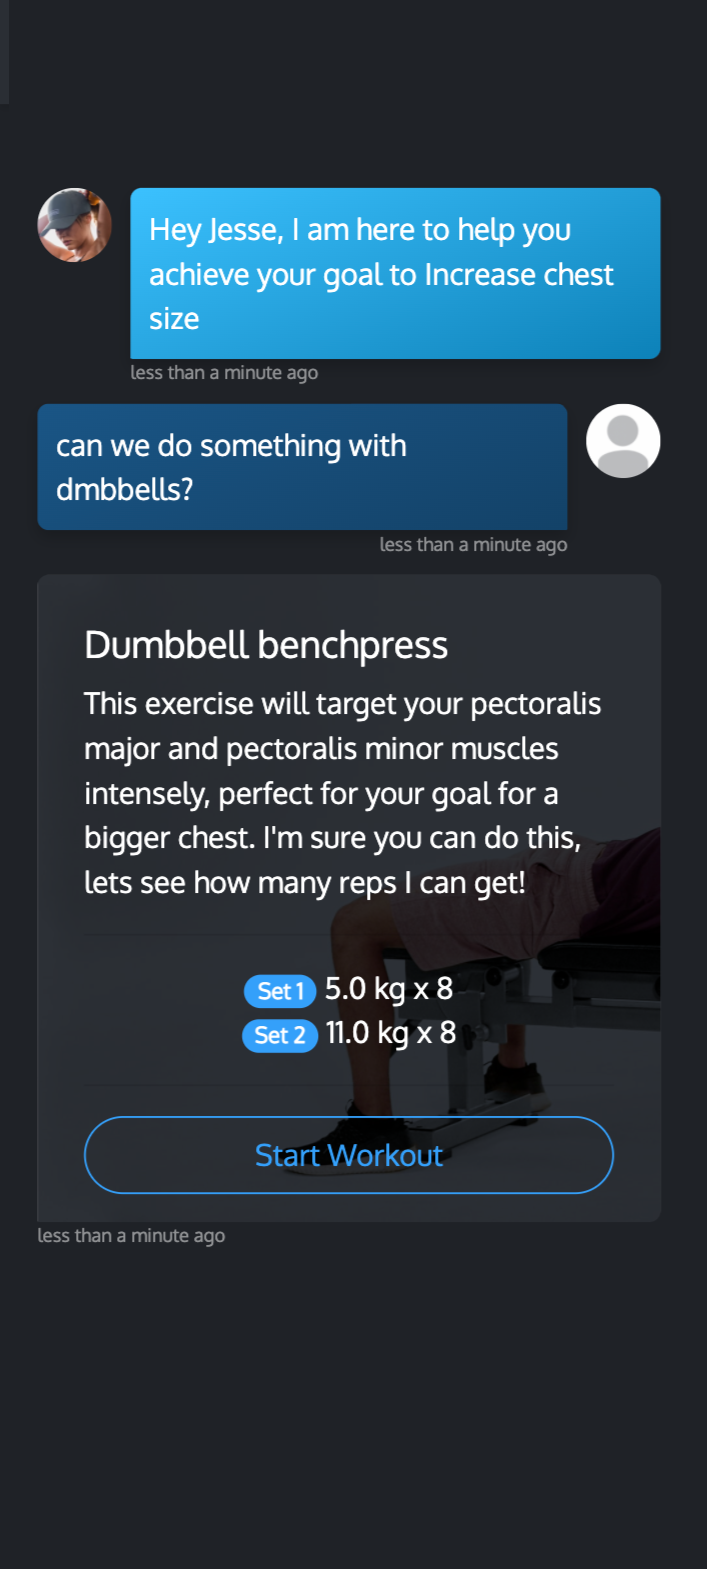 Hey Jesse, I am here to help you
achieve your goal to Increase chest
size
less than a minute ago
can we do something with
dmbbells?
less than a minute ago
Dumbbell benchpress
This exercise will target your pectoralis
major and pectoralis minor muscles
intensely, perfect for your goal for a
bigger chest. I'm sure you can do this,
lets see how many reps I can get!
Set 1 5.0 kg x 8
Set 2 11.0 kg x 8
Start Workout
less than a minute ago